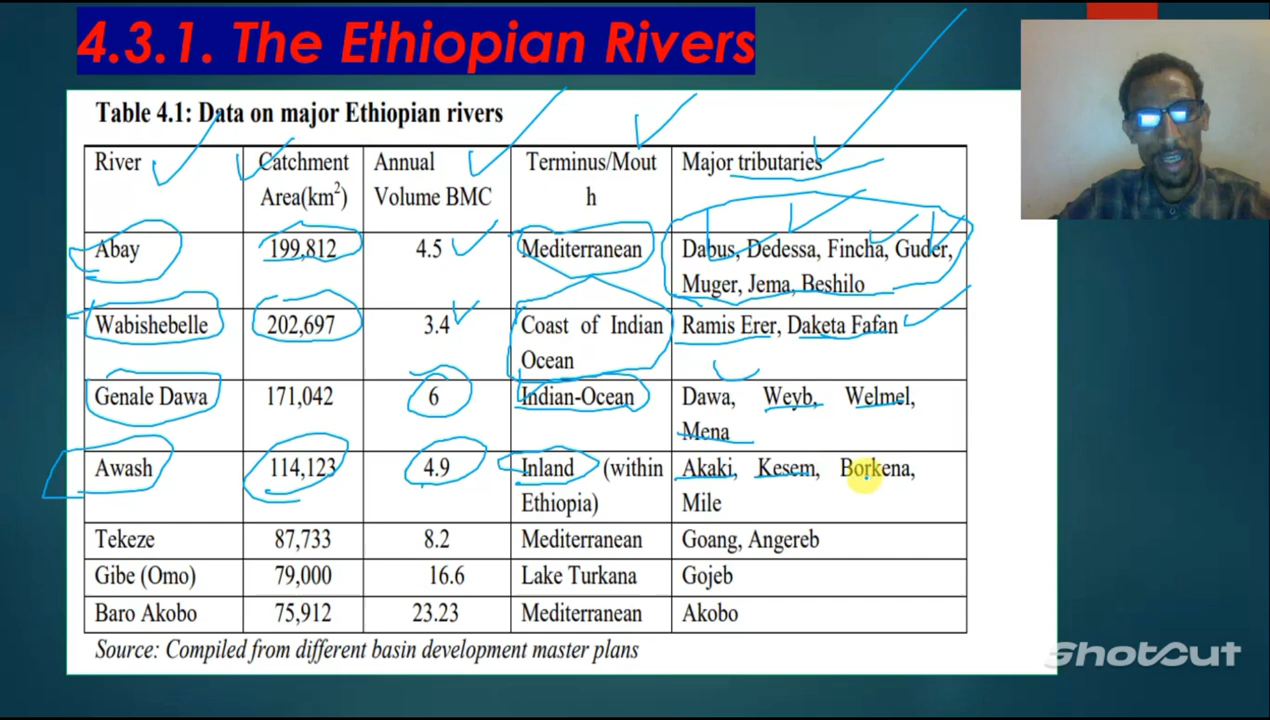 4.3.1. The Ethiopian Rivers
Table 4.1: Data on major Ethiopian rivers
River Catchment Area(km²) Annual Volume BMC Terminus/Mouth Major tributaries
Abay 199,812 4.5 Mediterranean Dabus, Dedessa, Fincha, Guder, Muger, Jema, Beshilo
Wabishebelle 202,697 3.4 Coast of Indian Ocean Ramis Erer, Daketa Fafan
Genale Dawa 171,042 6 Indian-Ocean Dawa, Weyb, Welmel, Mena
Awash 114,123 4.9 Inland (within Ethiopia) Akaki, Kesem, Borkena, Mile
Tekeze 87,733 8.2 Mediterranean Goang, Angereb
Gibe (Omo) 79,000 16.6 Lake Turkana Gojeb
Baro Akobo 75,912 23.23 Mediterranean Akobo
Source: Compiled from different basin development master plans
ShotCut